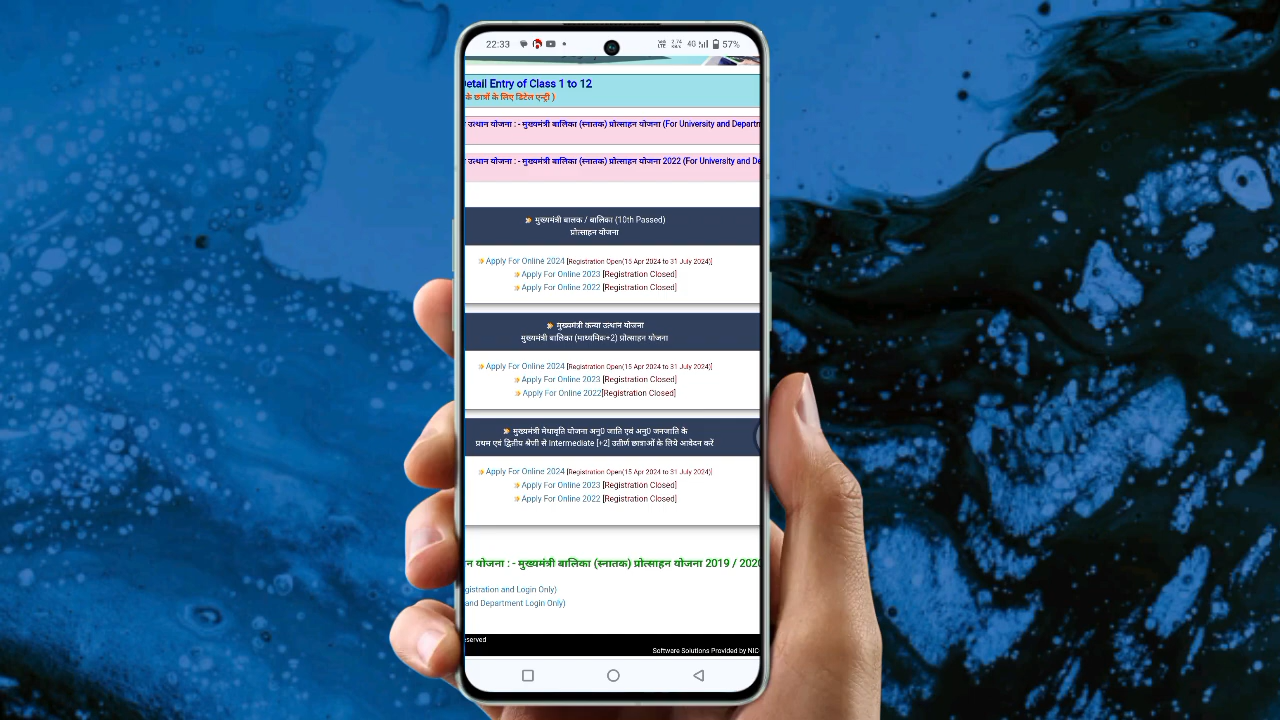 22:33 4G 57%
Detail Entry of Class 1 to 12
के छात्रों के लिए डिटेल एन्ट्री )
उत्थान योजना : - मुख्यमंत्री बालिका (स्नातक) प्रोत्साहन योजना (For University and Departm
उत्थान योजना : - मुख्यमंत्री बालिका (स्नातक) प्रोत्साहन योजना 2022 (For University and De
मुख्यमंत्री बालक / बालिका (10th Passed)
प्रोत्साहन योजना
Apply For Online 2024 [Registration Open(15 Apr 2024 to 31 July 2024)]
Apply For Online 2023 [Registration Closed]
Apply For Online 2022 [Registration Closed]
मुख्यमंत्री कन्या उत्थान योजना
मुख्यमंत्री बालिका (माध्यमिक+2) प्रोत्साहन योजना
Apply For Online 2024 [Registration Open(15 Apr 2024 to 31 July 2024)]
Apply For Online 2023 [Registration Closed]
Apply For Online 2022[Registration Closed]
मुख्यमंत्री मेधावृति योजना अनु0 जाति एवं अनु0 जनजाति के
प्रथम एवं द्वितीय श्रेणी से Intermediate [+2] उतीर्ण छात्राओं के लिये आवेदन करें
Apply For Online 2024 [Registration Open(15 Apr 2024 to 31 July 2024)]
Apply For Online 2023 [Registration Closed]
Apply For Online 2022 [Registration Closed]
न योजना : - मुख्यमंत्री बालिका (स्नातक) प्रोत्साहन योजना 2019 / 2020
gistration and Login Only)
and Department Login Only)
served
Software Solutions Provided by NIC